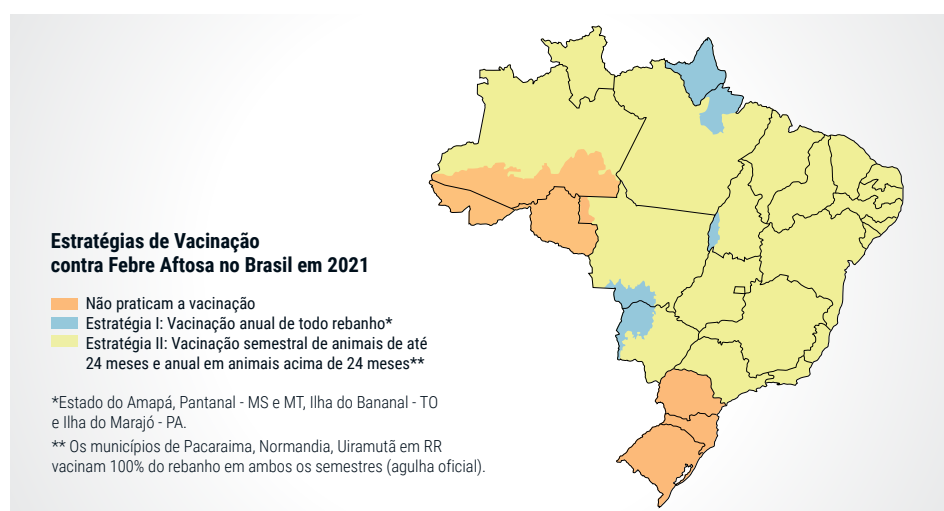 Estratégias de Vacinação
contra Febre Aftosa no Brasil em 2021
Não praticam a vacinação
Estratégia I: Vacinação anual de todo rebanho*
Estratégia II: Vacinação semestral de animais de até
24 meses e anual em animais acima de 24 meses**
*Estado do Amapá, Pantanal - MS e MT, Ilha do Bananal - TO
e Ilha do Marajó - PA.
** Os municípios de Pacaraima, Normandia, Uiramutã em RR
vacinam 100% do rebanho em ambos os semestres (agulha oficial).